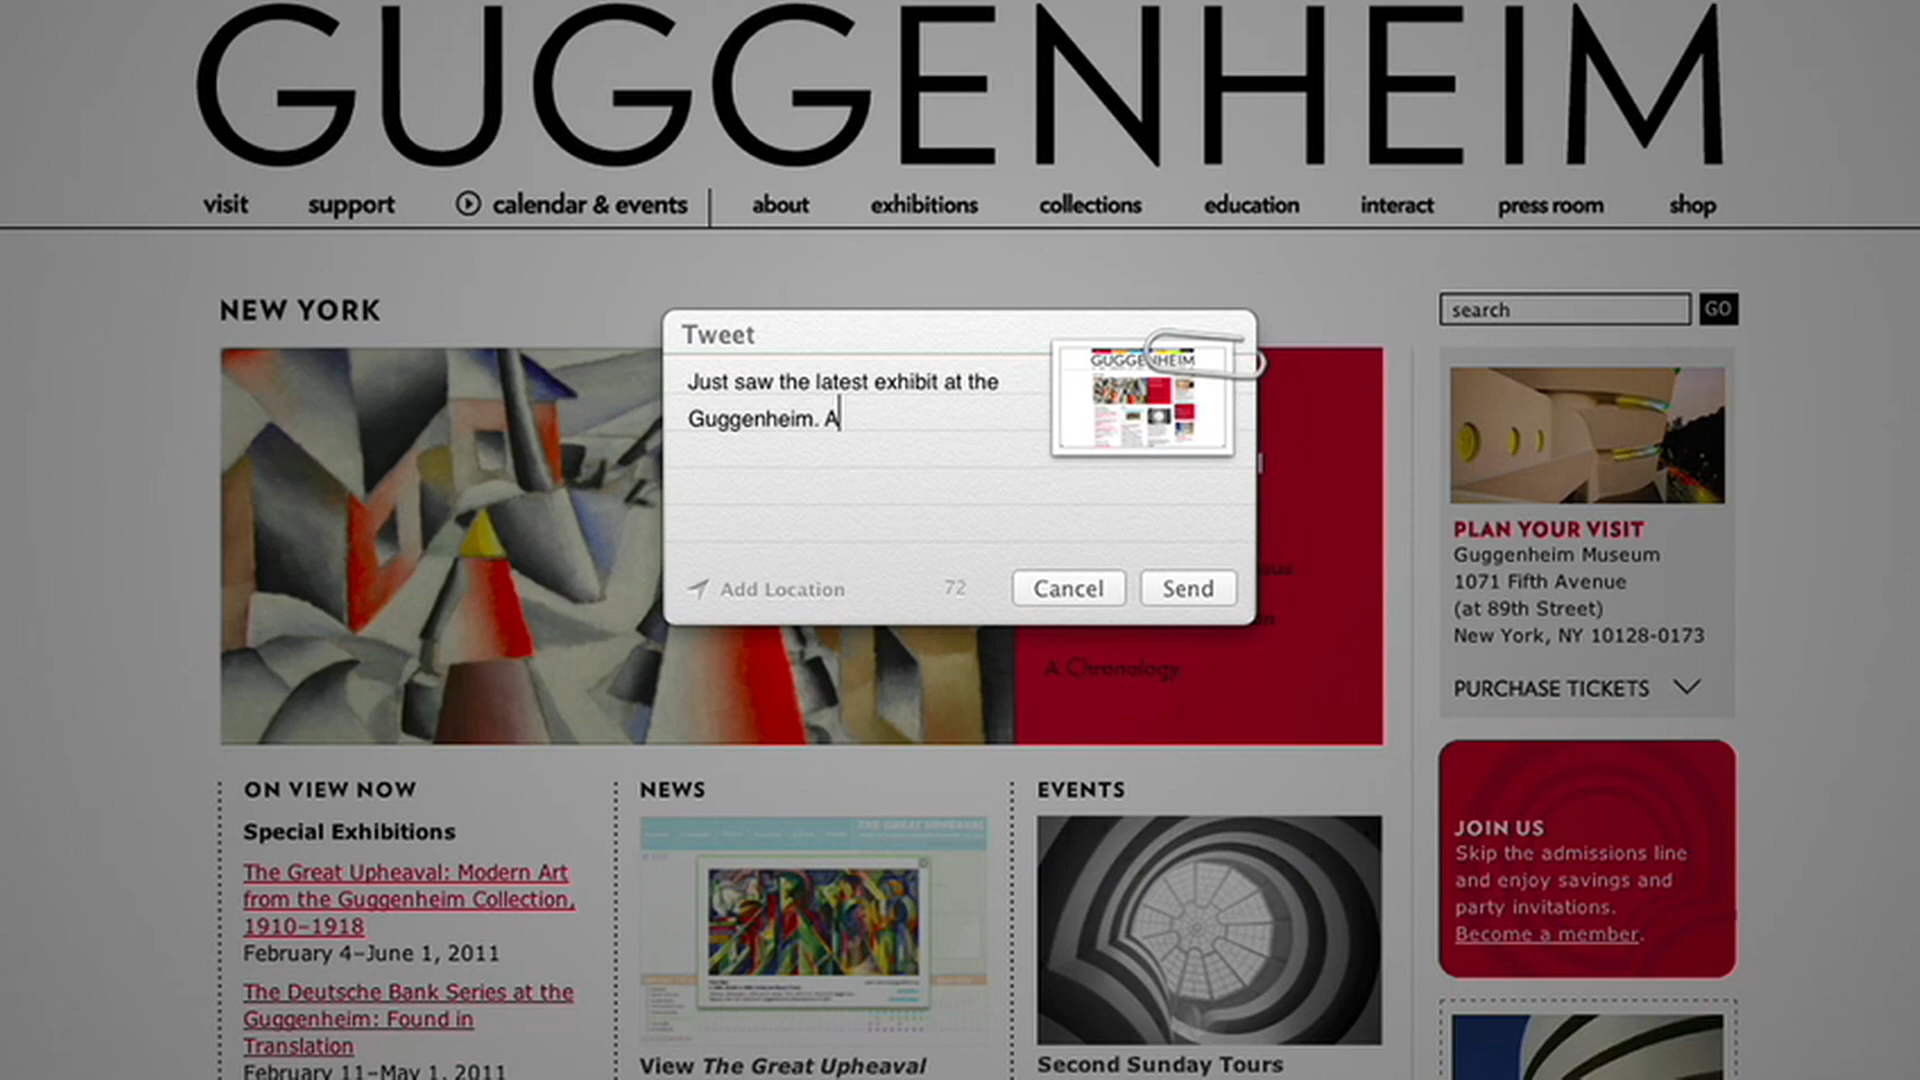 GUGGENHEIM
visit support calendar & events about exhibitions collections education interact press room shop
NEW YORK
search GO
Tweet
Just saw the latest exhibit at the
Guggenheim. A
GUGGENHEIM
Add Location 72 Cancel Send
A Chronology
PLAN YOUR VISIT
Guggenheim Museum
1071 Fifth Avenue
(at 89th Street)
New York, NY 10128-0173
PURCHASE TICKETS
ON VIEW NOW
Special Exhibitions
The Great Upheaval: Modern Art
from the Guggenheim Collection,
1910–1918
February 4–June 1, 2011
The Deutsche Bank Series at the
Guggenheim: Found in
Translation
February 11–May 1, 2011
NEWS
THE GREAT UPHEAVAL
View The Great Upheaval
EVENTS
Second Sunday Tours
JOIN US
Skip the admissions line
and enjoy savings and
party invitations.
Become a member.